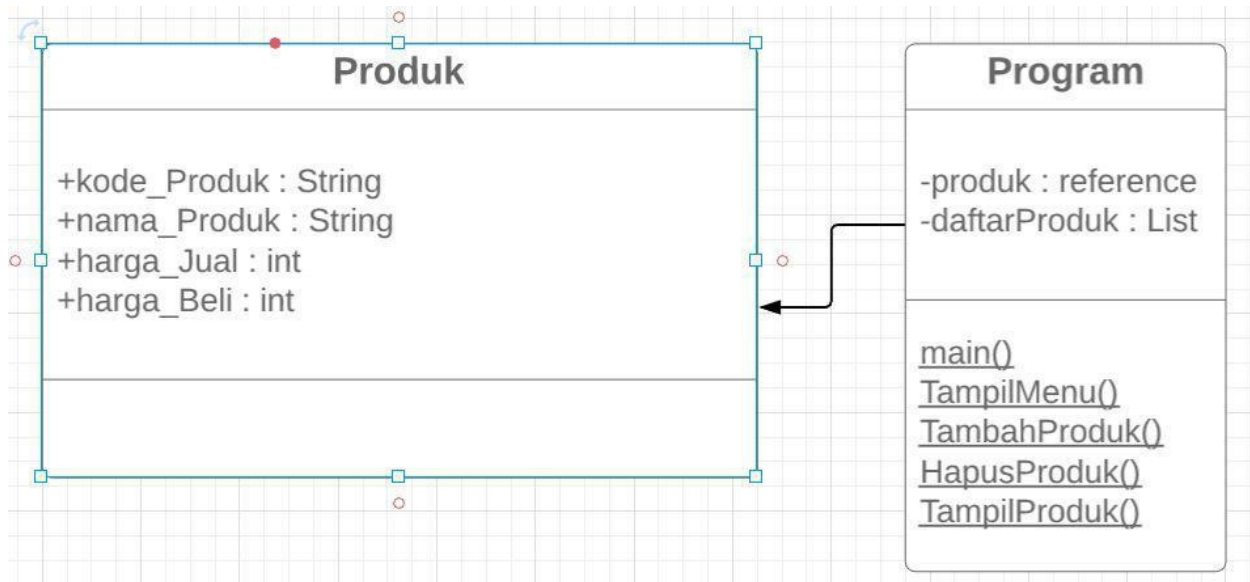 Produk
+kode_Produk : String
+nama_Produk : String
+harga_Jual : int
+harga_Beli : int
Program
-produk : reference
-daftarProduk : List
main()
TampilMenu()
TambahProduk()
HapusProduk()
TampilProduk()